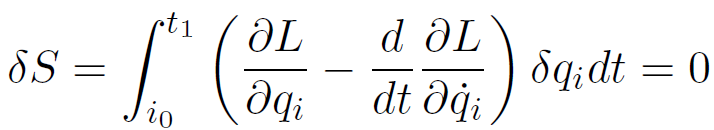 δS = ∫_{i_0}^{t_1} ( ∂L/∂q_i − d/dt ∂L/∂q̇_i ) δq_i dt = 0